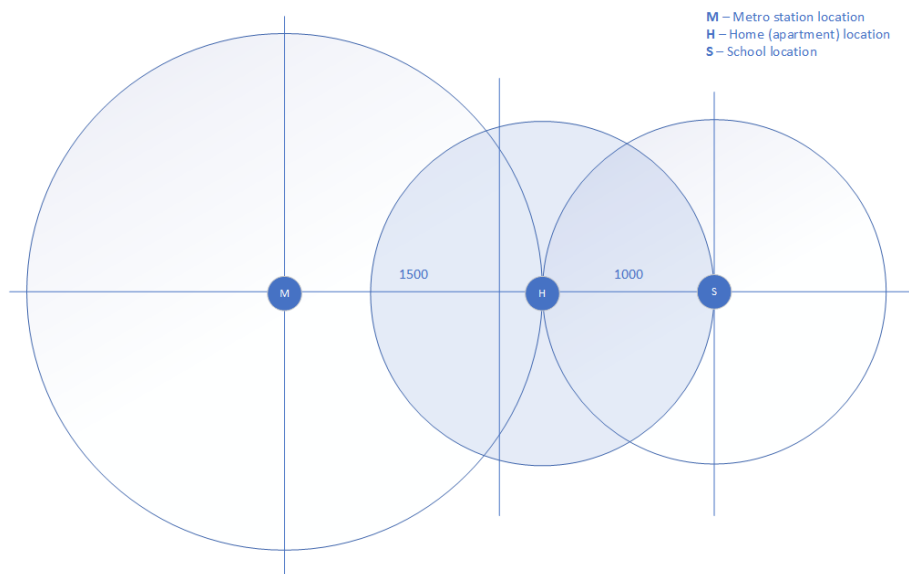 M – Metro station location
H – Home (apartment) location
S – School location
1500
1000
M
H
S